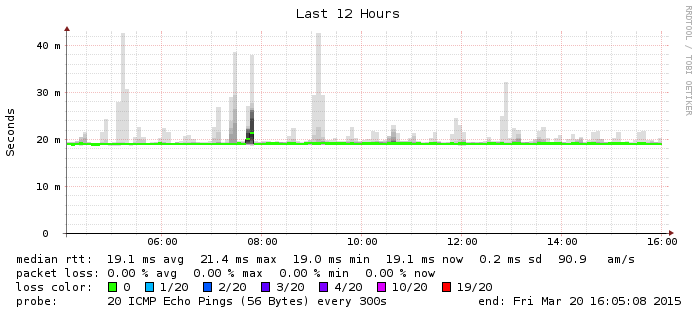 Last 12 Hours
RRDTOOL / TOBI OETIKER
Seconds
40 m
30 m
20 m
10 m
0
06:00 08:00 10:00 12:00 14:00 16:00
median rtt: 19.1 ms avg 21.4 ms max 19.0 ms min 19.1 ms now 0.2 ms sd 90.9 am/s
packet loss: 0.00 % avg 0.00 % max 0.00 % min 0.00 % now
loss color: 0 1/20 2/20 3/20 4/20 10/20 19/20
probe: 20 ICMP Echo Pings (56 Bytes) every 300s end: Fri Mar 20 16:05:08 2015